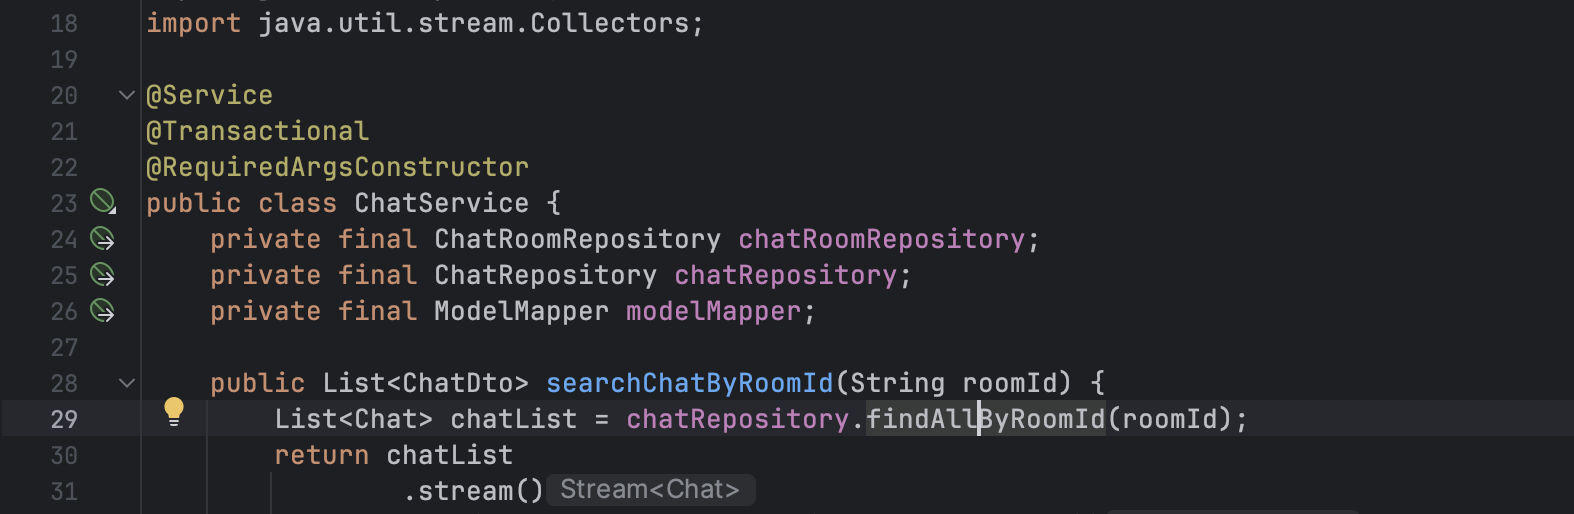 18 import java.util.stream.Collectors;
19
20 @Service
21 @Transactional
22 @RequiredArgsConstructor
23 public class ChatService {
24 private final ChatRoomRepository chatRoomRepository;
25 private final ChatRepository chatRepository;
26 private final ModelMapper modelMapper;
27
28 public List<ChatDto> searchChatByRoomId(String roomId) {
29 List<Chat> chatList = chatRepository.findAllByRoomId(roomId);
30 return chatList
31 .stream() Stream<Chat>